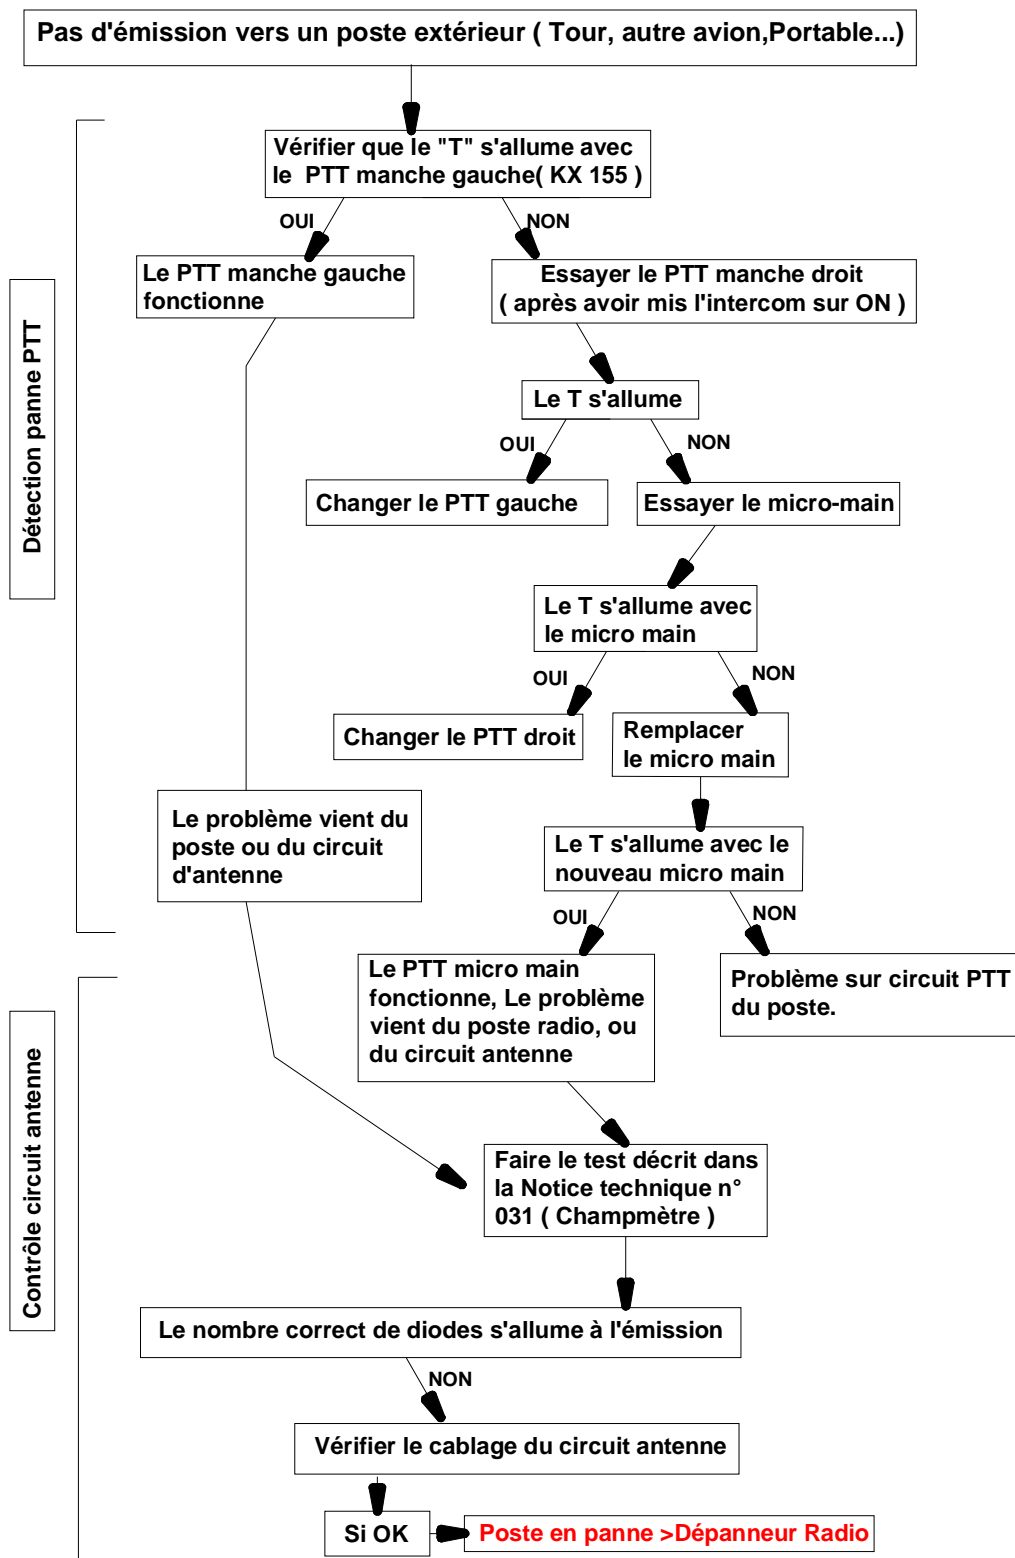 Pas d'émission vers un poste extérieur ( Tour, autre avion,Portable...)
Vérifier que le "T" s'allume avec
le PTT manche gauche( KX 155 )
OUI
NON
Le PTT manche gauche
fonctionne
Essayer le PTT manche droit
( après avoir mis l'intercom sur ON )
Détection panne PTT
Le T s'allume
OUI
NON
Changer le PTT gauche
Essayer le micro-main
Le T s'allume avec
le micro main
OUI
NON
Changer le PTT droit
Remplacer
le micro main
Le problème vient du
poste ou du circuit
d'antenne
Le T s'allume avec le
nouveau micro main
OUI
NON
Le PTT micro main
fonctionne, Le problème
vient du poste radio, ou
du circuit antenne
Problème sur circuit PTT
du poste.
Contrôle circuit antenne
Faire le test décrit dans
la Notice technique n°
031 ( Champmètre )
Le nombre correct de diodes s'allume à l'émission
NON
Vérifier le cablage du circuit antenne
Si OK
Poste en panne >Dépanneur Radio